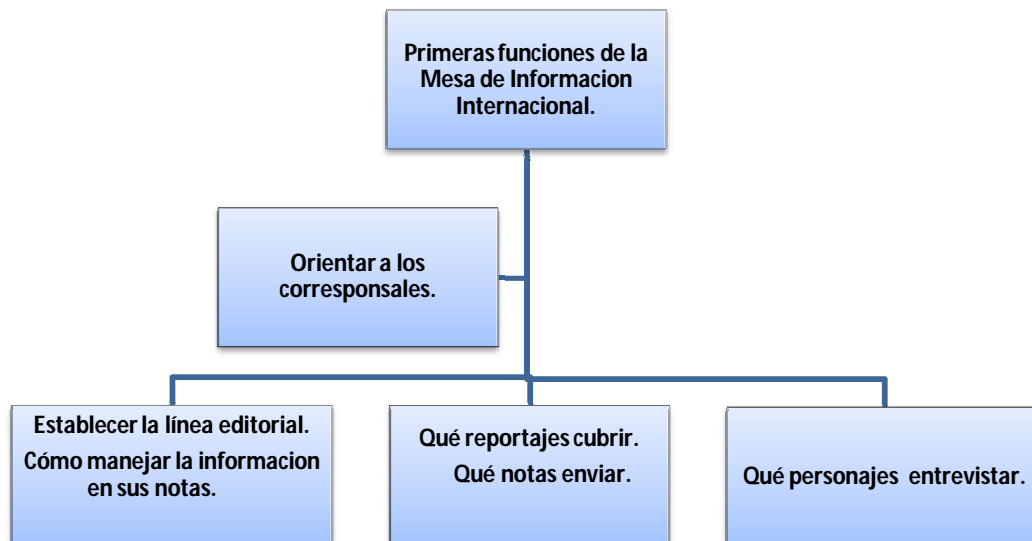 Primeras funciones de la
Mesa de Informacion
Internacional.
Orientar a los
corresponsales.
Establecer la línea editorial.
Cómo manejar la informacion
en sus notas.
Qué reportajes cubrir.
Qué notas enviar.
Qué personajes entrevistar.